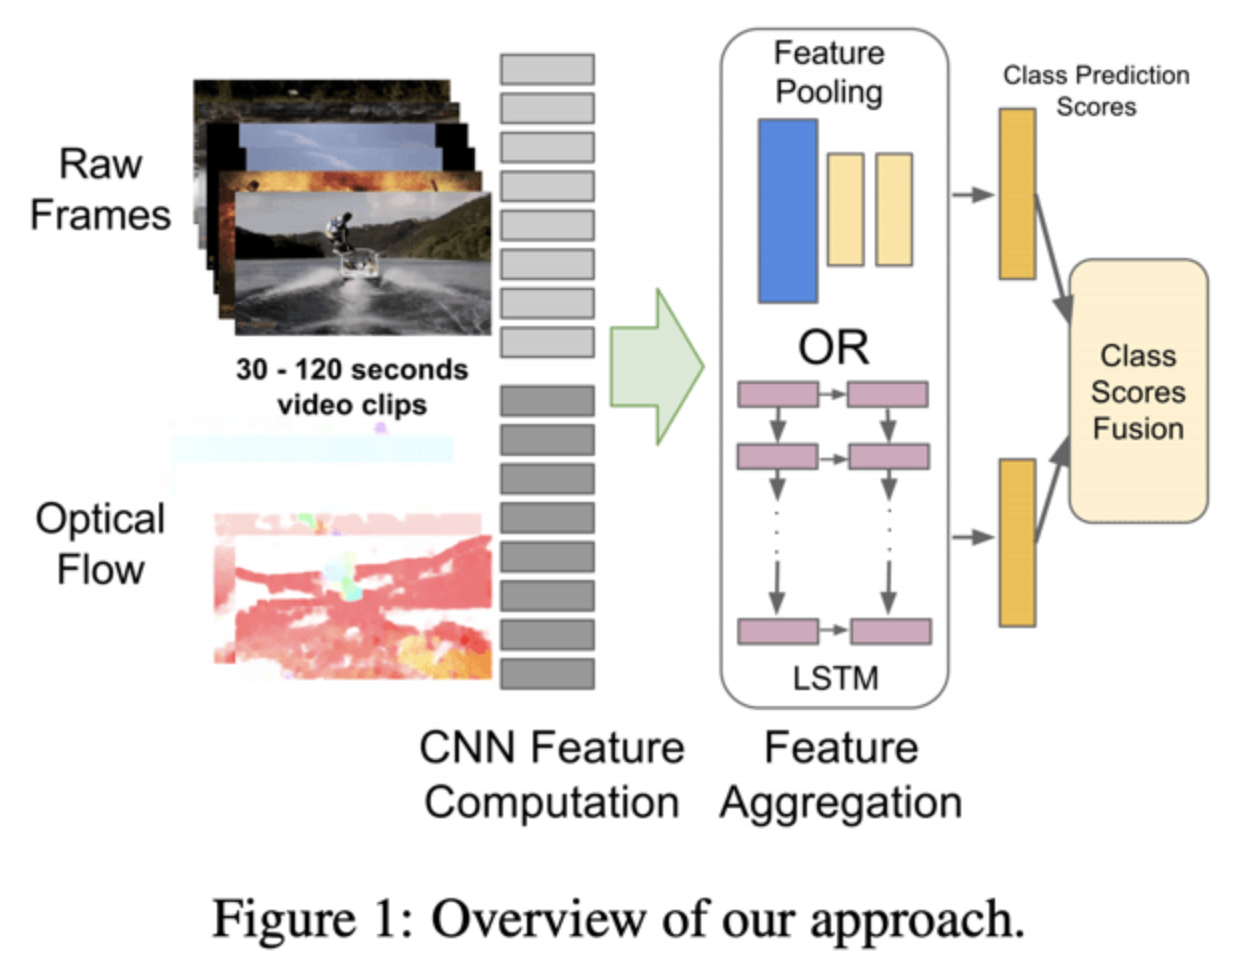 Raw
Frames
30 - 120 seconds
video clips
Optical
Flow
CNN Feature
Computation
Feature
Pooling
OR
LSTM
Feature
Aggregation
Class Prediction
Scores
Class
Scores
Fusion
Figure 1: Overview of our approach.